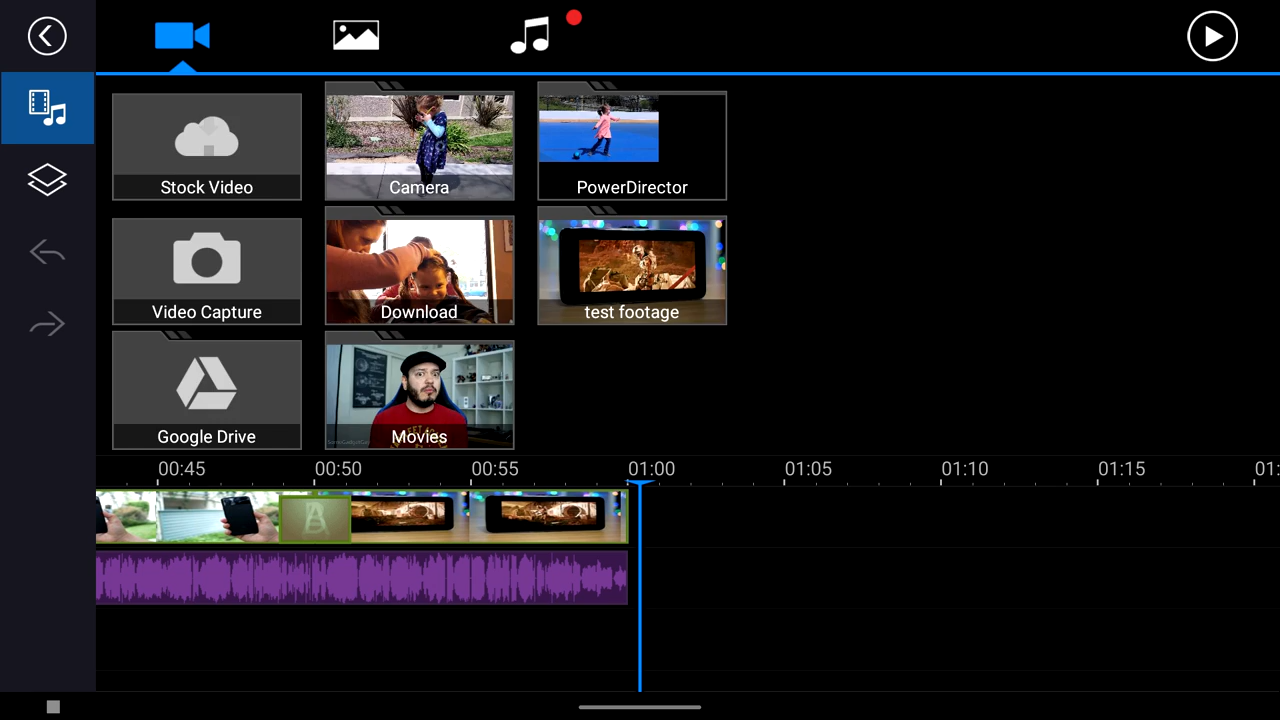 Stock Video
Camera
PowerDirector
Video Capture
Download
test footage
Google Drive
Movies
00:45 00:50 00:55 01:00 01:05 01:10 01:15 01: